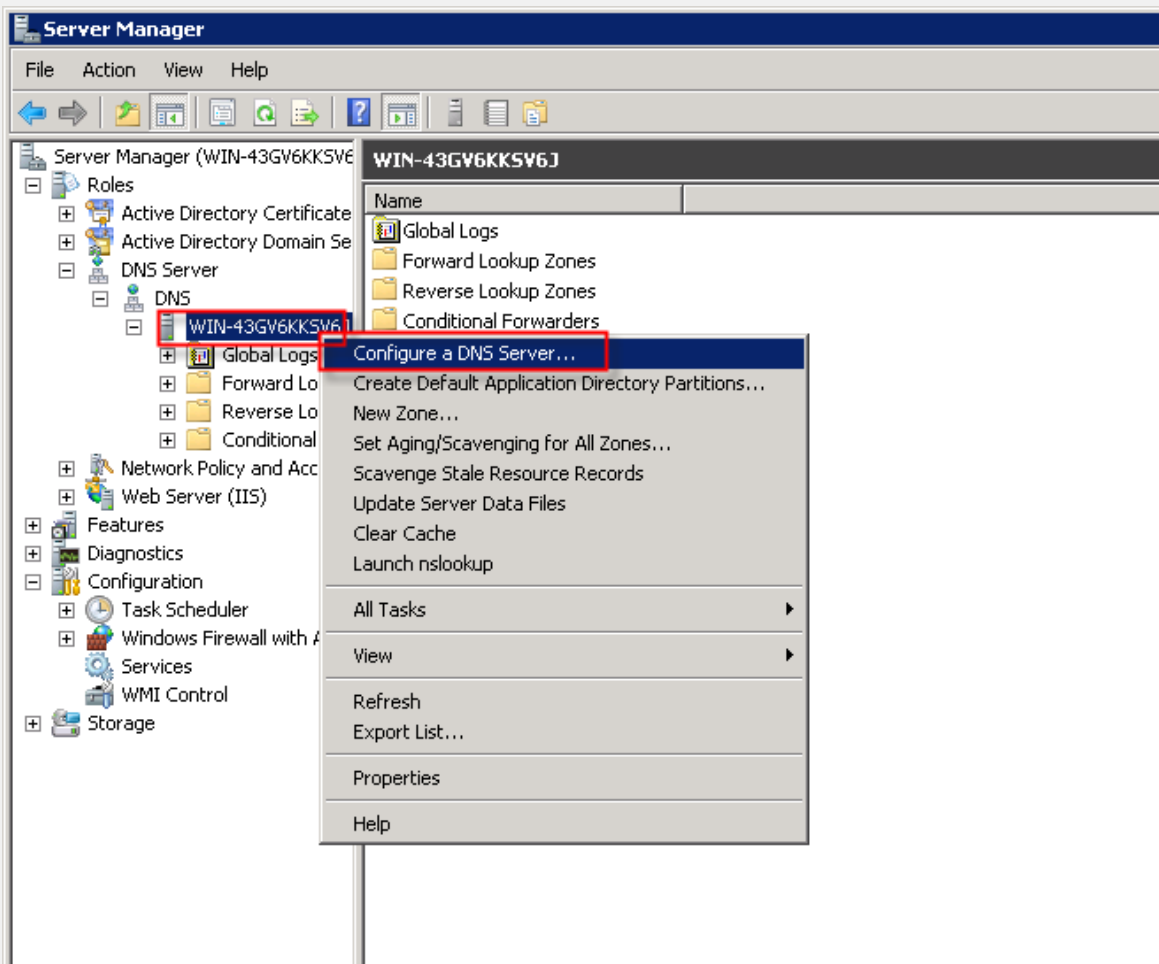 Server Manager
File Action View Help
Server Manager (WIN-43GV6KKSV6
Roles
Active Directory Certificate
Active Directory Domain Se
DNS Server
DNS
WIN-43GV6KKSV6J
Global Logs
Forward Lo
Reverse Lo
Conditional
Network Policy and Acc
Web Server (IIS)
Features
Diagnostics
Configuration
Task Scheduler
Windows Firewall with A
Services
WMI Control
Storage
WIN-43GV6KKSV6J
Name
Global Logs
Forward Lookup Zones
Reverse Lookup Zones
Conditional Forwarders
Configure a DNS Server...
Create Default Application Directory Partitions...
New Zone...
Set Aging/Scavenging for All Zones...
Scavenge Stale Resource Records
Update Server Data Files
Clear Cache
Launch nslookup
All Tasks
View
Refresh
Export List...
Properties
Help